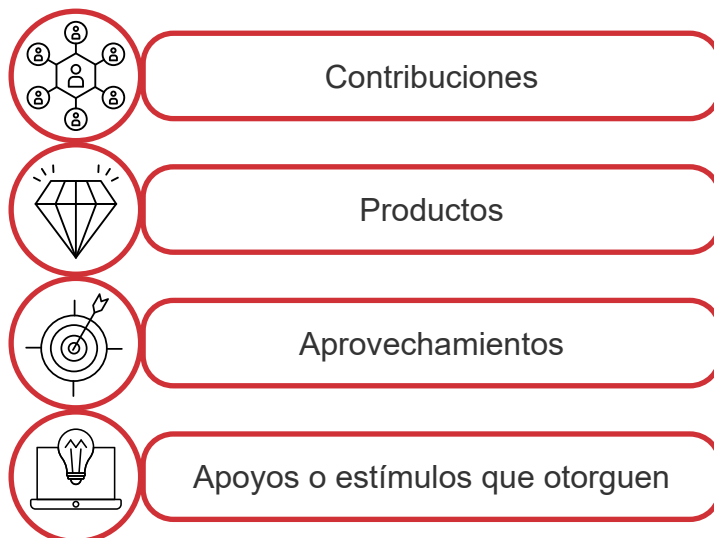 Contribuciones
Productos
Aprovechamientos
Apoyos o estímulos que otorguen